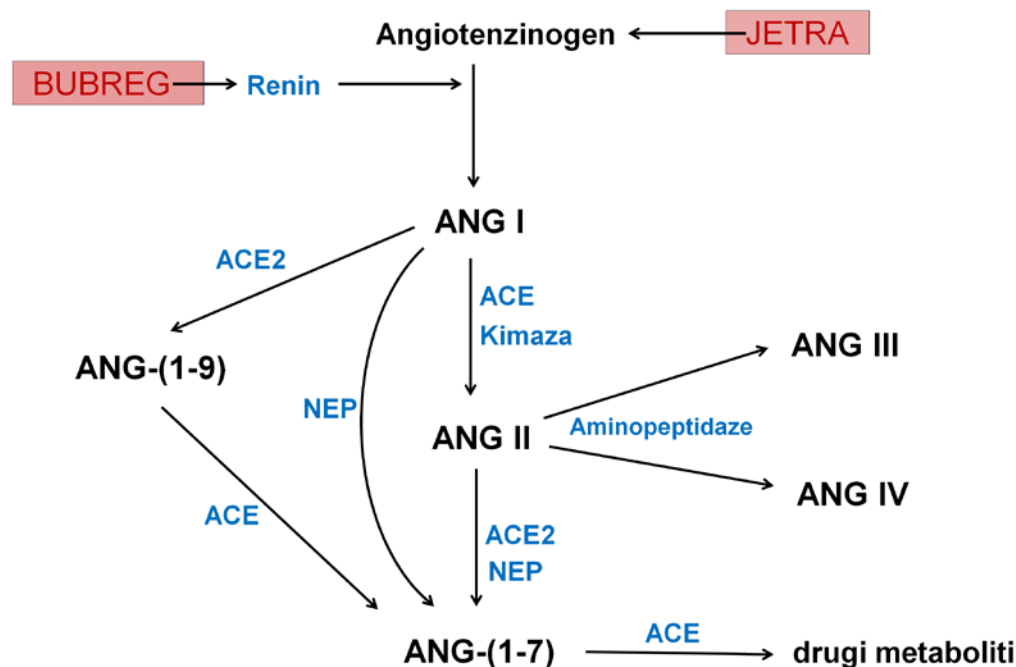 Angiotenzinogen
JETRA
BUBREG
Renin
ANG I
ACE2
ACE
Kimaza
ANG III
ANG-(1-9)
NEP
Aminopeptidaze
ANG II
ANG IV
ACE
ACE2
NEP
ACE
ANG-(1-7)
drugi metaboliti